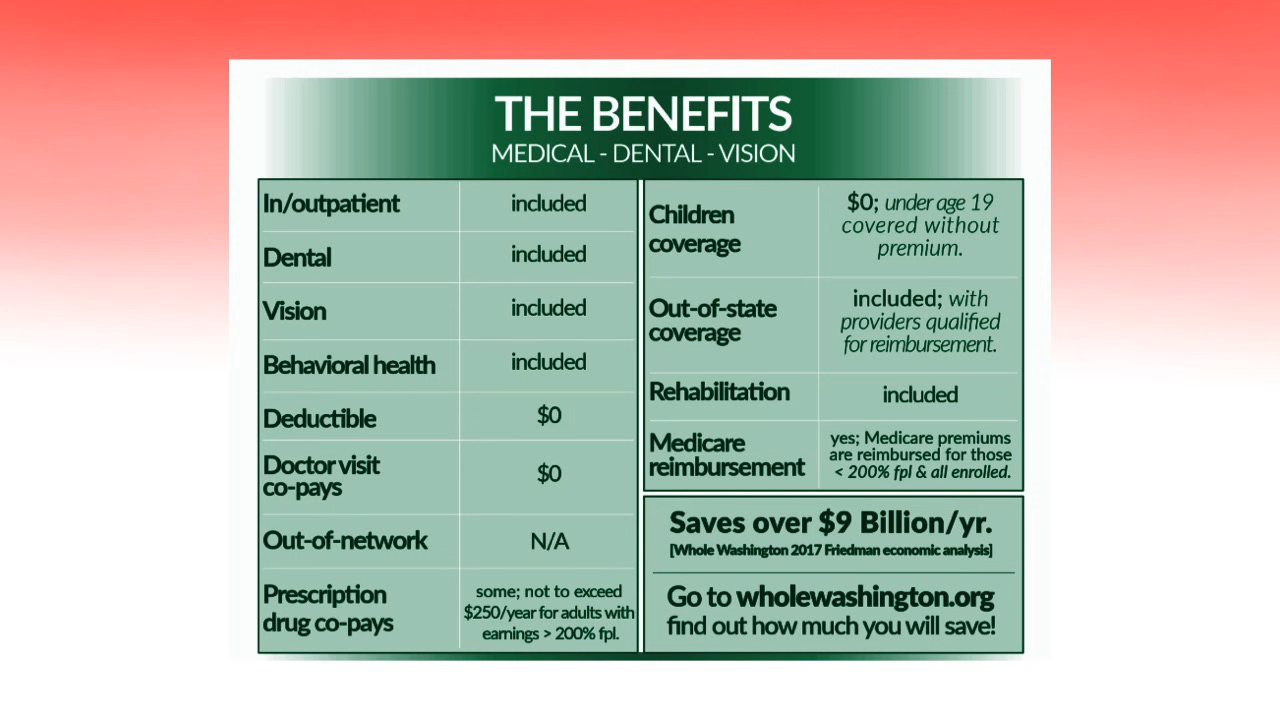 THE BENEFITS
MEDICAL - DENTAL - VISION
In/outpatient included
Dental included
Vision included
Behavioral health included
Deductible $0
Doctor visit
co-pays
$0
Out-of-network N/A
Prescription
drug co-pays
some; not to exceed
$250/year for adults with
earnings > 200% fpl.
Children
coverage
$0; under age 19
covered without
premium.
Out-of-state
coverage
included; with
providers qualified
for reimbursement.
Rehabilitation included
Medicare
reimbursement
yes; Medicare premiums
are reimbursed for those
< 200% fpl & all enrolled.
Saves over $9 Billion/yr.
[Whole Washington 2017 Friedman economic analysis]
Go to wholewashington.org
find out how much you will save!